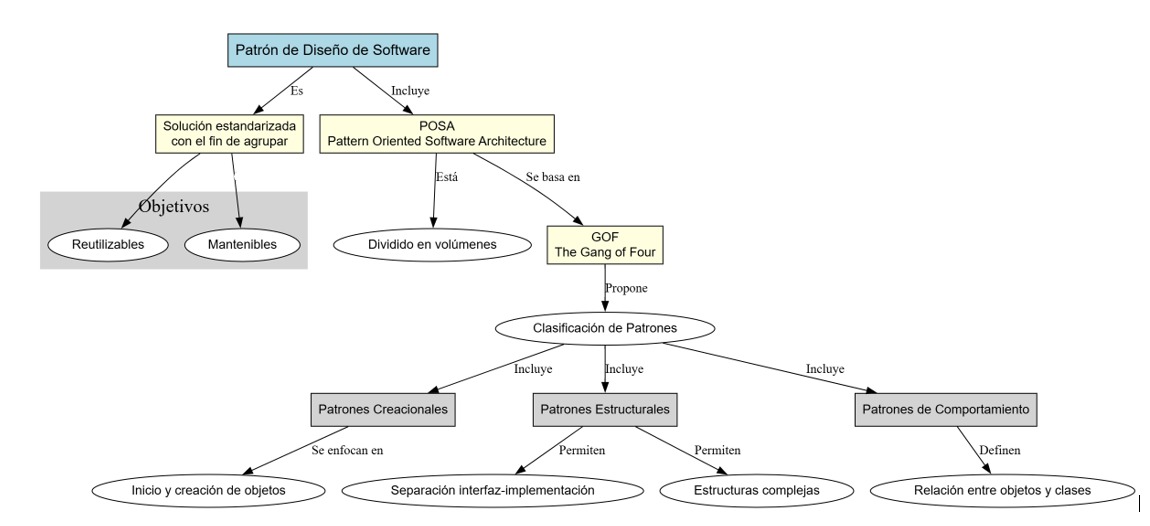 Patrón de Diseño de Software
Es
Incluye
Solución estandarizada
con el fin de agrupar
POSA
Pattern Oriented Software Architecture
Está
Se basa en
Objetivos
Reutilizables
Mantenibles
Dividido en volúmenes
GOF
The Gang of Four
Propone
Clasificación de Patrones
Incluye
Incluye
Incluye
Patrones Creacionales
Patrones Estructurales
Patrones de Comportamiento
Se enfocan en
Permiten
Permiten
Definen
Inicio y creación de objetos
Separación interfaz-implementación
Estructuras complejas
Relación entre objetos y clases